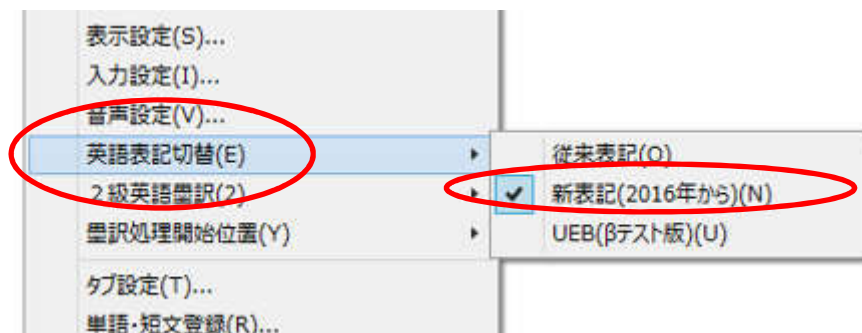 表示設定(S)...
入力設定(I)...
音声設定(V)...
英語表記切替(E)
従来表記(O)
２級英語墨訳(2)
新表記(2016年から)(N)
墨訳処理開始位置(Y)
UEB(βテスト版)(U)
タブ設定(T)...
単語・短文登録(R)...